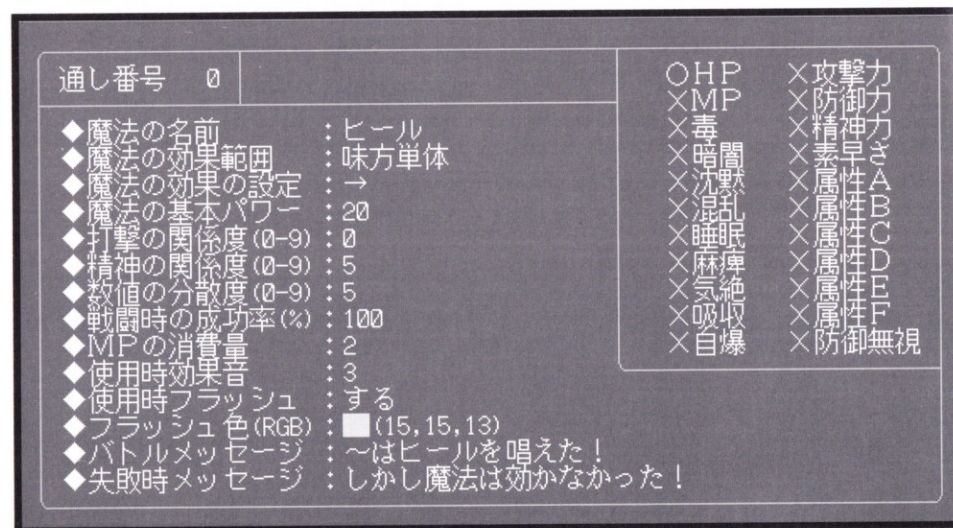 通し番号 0
◆魔法の名前 :ヒール
◆魔法の効果範囲 :味方単体
◆魔法の効果の設定 :→
◆魔法の基本パワー :20
◆打撃の関係度(0-9):0
◆精神の関係度(0-9):5
◆数値の分散度(0-9):5
◆戦闘時の成功率(%):100
◆MPの消費量 :2
◆使用時効果音 :3
◆使用時フラッシュ :する
◆フラッシュ色(RGB):■(15,15,13)
◆バトルメッセージ :~はヒールを唱えた!
◆失敗時メッセージ :しかし魔法は効かなかった!
○HP ×攻撃力
×MP ×防御力
×毒 ×精神力
×暗闇 ×素早さ
×沈黙 ×属性A
×混乱 ×属性B
×睡眠 ×属性C
×麻痺 ×属性D
×気絶 ×属性E
×吸収 ×属性F
×自爆 ×防御無視